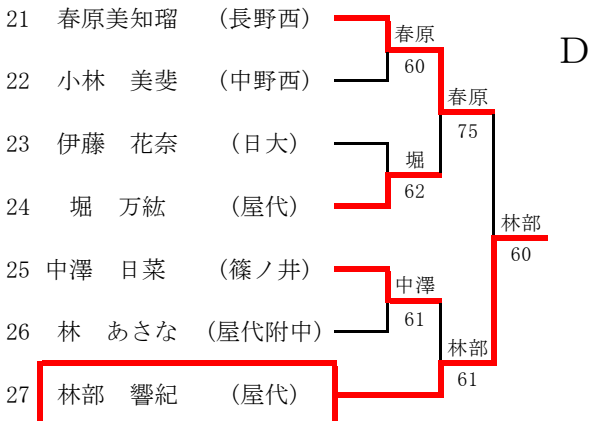 21 春原美知瑠 (長野西)
春原
60
D
22 小林 美斐 (中野西)
春原
75
23 伊藤 花奈 (日大)
堀
62
24 堀 万紘 (屋代)
林部
60
25 中澤 日菜 (篠ノ井)
中澤
61
26 林 あさな (屋代附中)
林部
61
27 林部 響紀 (屋代)